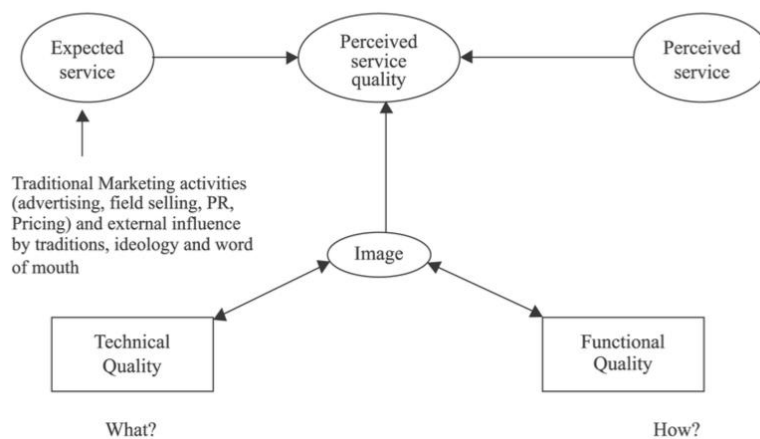 Expected
service
Perceived
service
quality
Perceived
service
Traditional Marketing activities
(advertising, field selling, PR,
Pricing) and external influence
by traditions, ideology and word
of mouth
Image
Technical
Quality
Functional
Quality
What?
How?